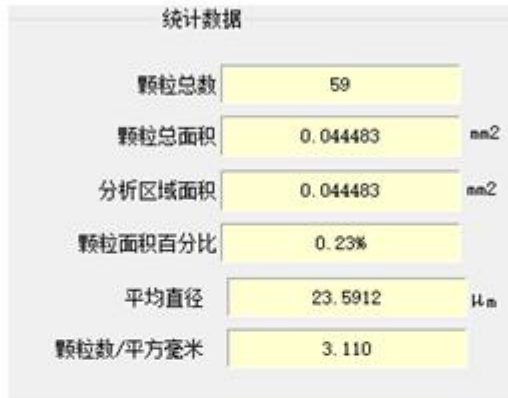 统计数据
颗粒总数 59
颗粒总面积 0.044483 mm2
分析区域面积 0.044483 mm2
颗粒面积百分比 0.23%
平均直径 23.5912 μm
颗粒数/平方毫米 3.110